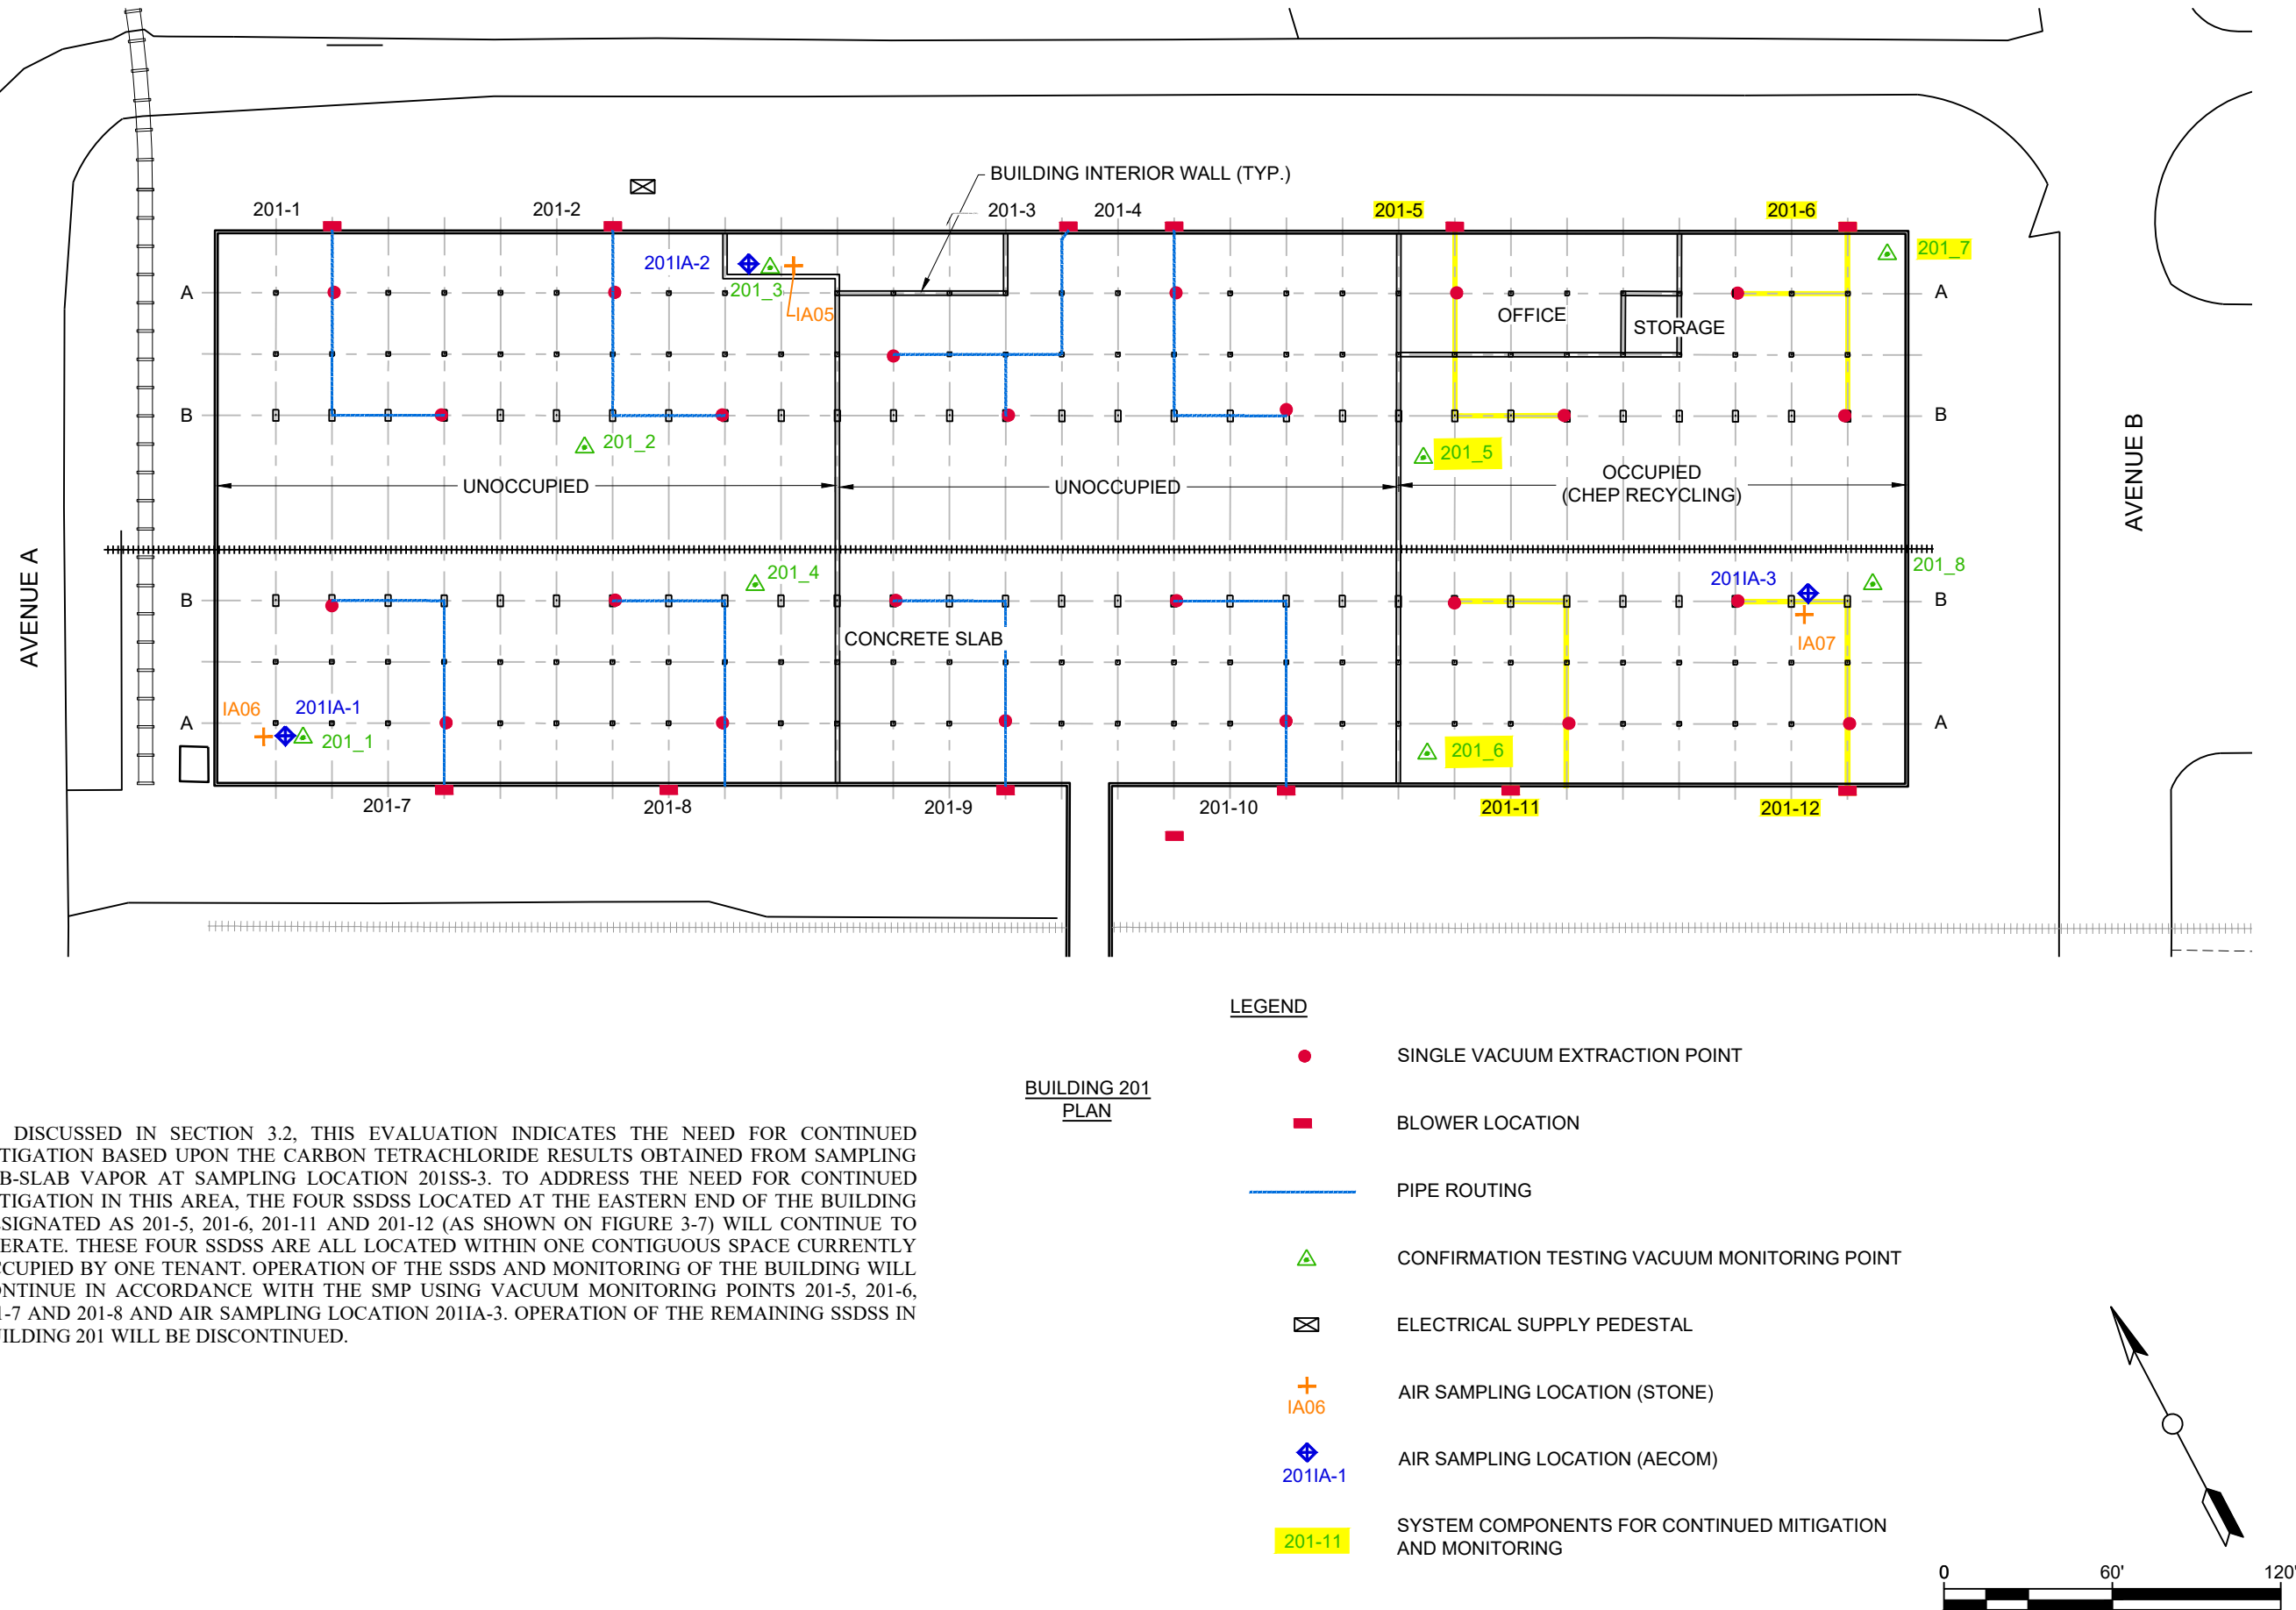 BUILDING INTERIOR WALL (TYP.)
201-1
201-2
201-3
201-4
201-5
201-6
201_7
201IA-2
201_3
IA05
A
A
OFFICE
STORAGE
B
B
201_2
201_5
UNOCCUPIED
UNOCCUPIED
OCCUPIED
(CHEP RECYCLING)
AVENUE A
AVENUE B
201_4
201IA-3
201_8
B
B
CONCRETE SLAB
IA07
IA06
201IA-1
201_1
A
A
201_6
201-7
201-8
201-9
201-10
201-11
201-12
LEGEND
SINGLE VACUUM EXTRACTION POINT
BUILDING 201
PLAN
BLOWER LOCATION
PIPE ROUTING
CONFIRMATION TESTING VACUUM MONITORING POINT
ELECTRICAL SUPPLY PEDESTAL
IA06
AIR SAMPLING LOCATION (STONE)
201IA-1
AIR SAMPLING LOCATION (AECOM)
201-11
SYSTEM COMPONENTS FOR CONTINUED MITIGATION
AND MONITORING
DISCUSSED IN SECTION 3.2, THIS EVALUATION INDICATES THE NEED FOR CONTINUED
TIGATION BASED UPON THE CARBON TETRACHLORIDE RESULTS OBTAINED FROM SAMPLING
B-SLAB VAPOR AT SAMPLING LOCATION 201SS-3. TO ADDRESS THE NEED FOR CONTINUED
TIGATION IN THIS AREA, THE FOUR SSDSS LOCATED AT THE EASTERN END OF THE BUILDING
SIGNATED AS 201-5, 201-6, 201-11 AND 201-12 (AS SHOWN ON FIGURE 3-7) WILL CONTINUE TO
ERATE. THESE FOUR SSDSS ARE ALL LOCATED WITHIN ONE CONTIGUOUS SPACE CURRENTLY
CUPIED BY ONE TENANT. OPERATION OF THE SSDS AND MONITORING OF THE BUILDING WILL
NTINUE IN ACCORDANCE WITH THE SMP USING VACUUM MONITORING POINTS 201-5, 201-6,
1-7 AND 201-8 AND AIR SAMPLING LOCATION 201IA-3. OPERATION OF THE REMAINING SSDSS IN
ILDING 201 WILL BE DISCONTINUED.
0 60' 120'